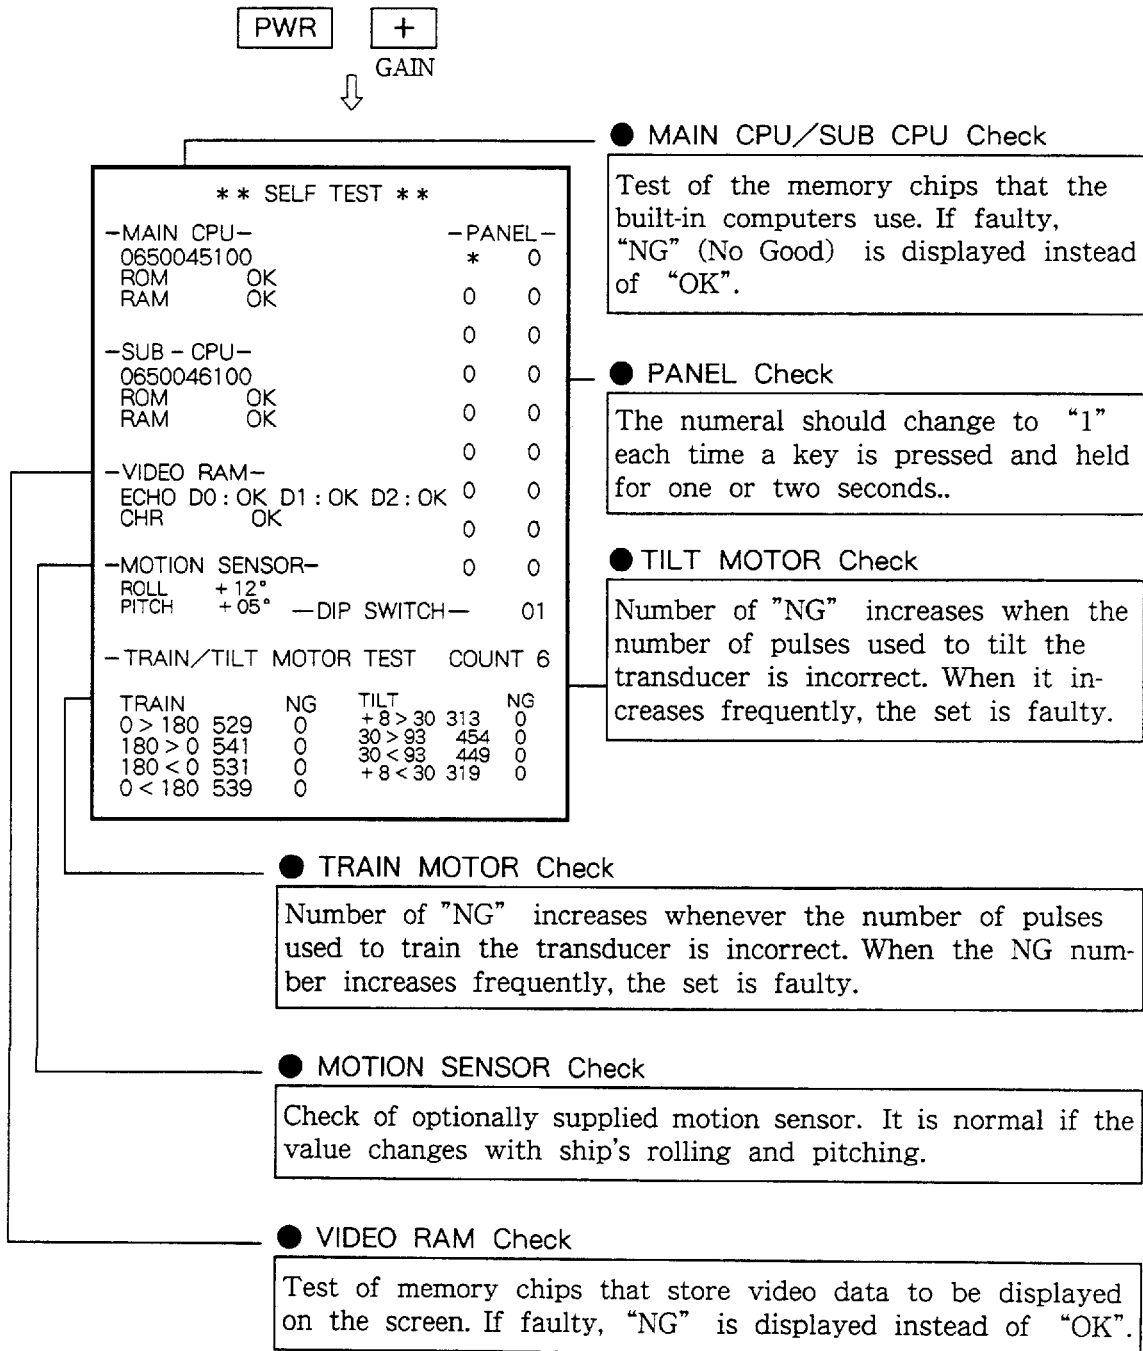 PWR +
GAIN
** SELF TEST **
-MAIN CPU-
0650045100
ROM OK
RAM OK
-SUB-CPU-
0650046100
ROM OK
RAM OK
-VIDEO RAM-
ECHO D0:OK D1:OK D2:OK
CHR OK
-MOTION SENSOR-
ROLL +12°
PITCH +05°
-PANEL-
* 0
0 0
0 0
0 0
0 0
0 0
0 0
0 0
0 0
-DIP SWITCH- 01
-TRAIN/TILT MOTOR TEST COUNT 6
TRAIN NG
0>180 529 0
180>0 541 0
180<0 531 0
0<180 539 0
TILT NG
+8>30 313 0
30>93 454 0
30<93 449 0
+8<30 319 0
● MAIN CPU/SUB CPU Check
Test of the memory chips that the
built-in computers use. If faulty,
“NG” (No Good) is displayed instead
of “OK”.
● PANEL Check
The numeral should change to “1”
each time a key is pressed and held
for one or two seconds..
● TILT MOTOR Check
Number of ”NG” increases when the
number of pulses used to tilt the
transducer is incorrect. When it in-
creases frequently, the set is faulty.
● TRAIN MOTOR Check
Number of ”NG” increases whenever the number of pulses
used to train the transducer is incorrect. When the NG num-
ber increases frequently, the set is faulty.
● MOTION SENSOR Check
Check of optionally supplied motion sensor. It is normal if the
value changes with ship's rolling and pitching.
● VIDEO RAM Check
Test of memory chips that store video data to be displayed
on the screen. If faulty, “NG” is displayed instead of “OK”.